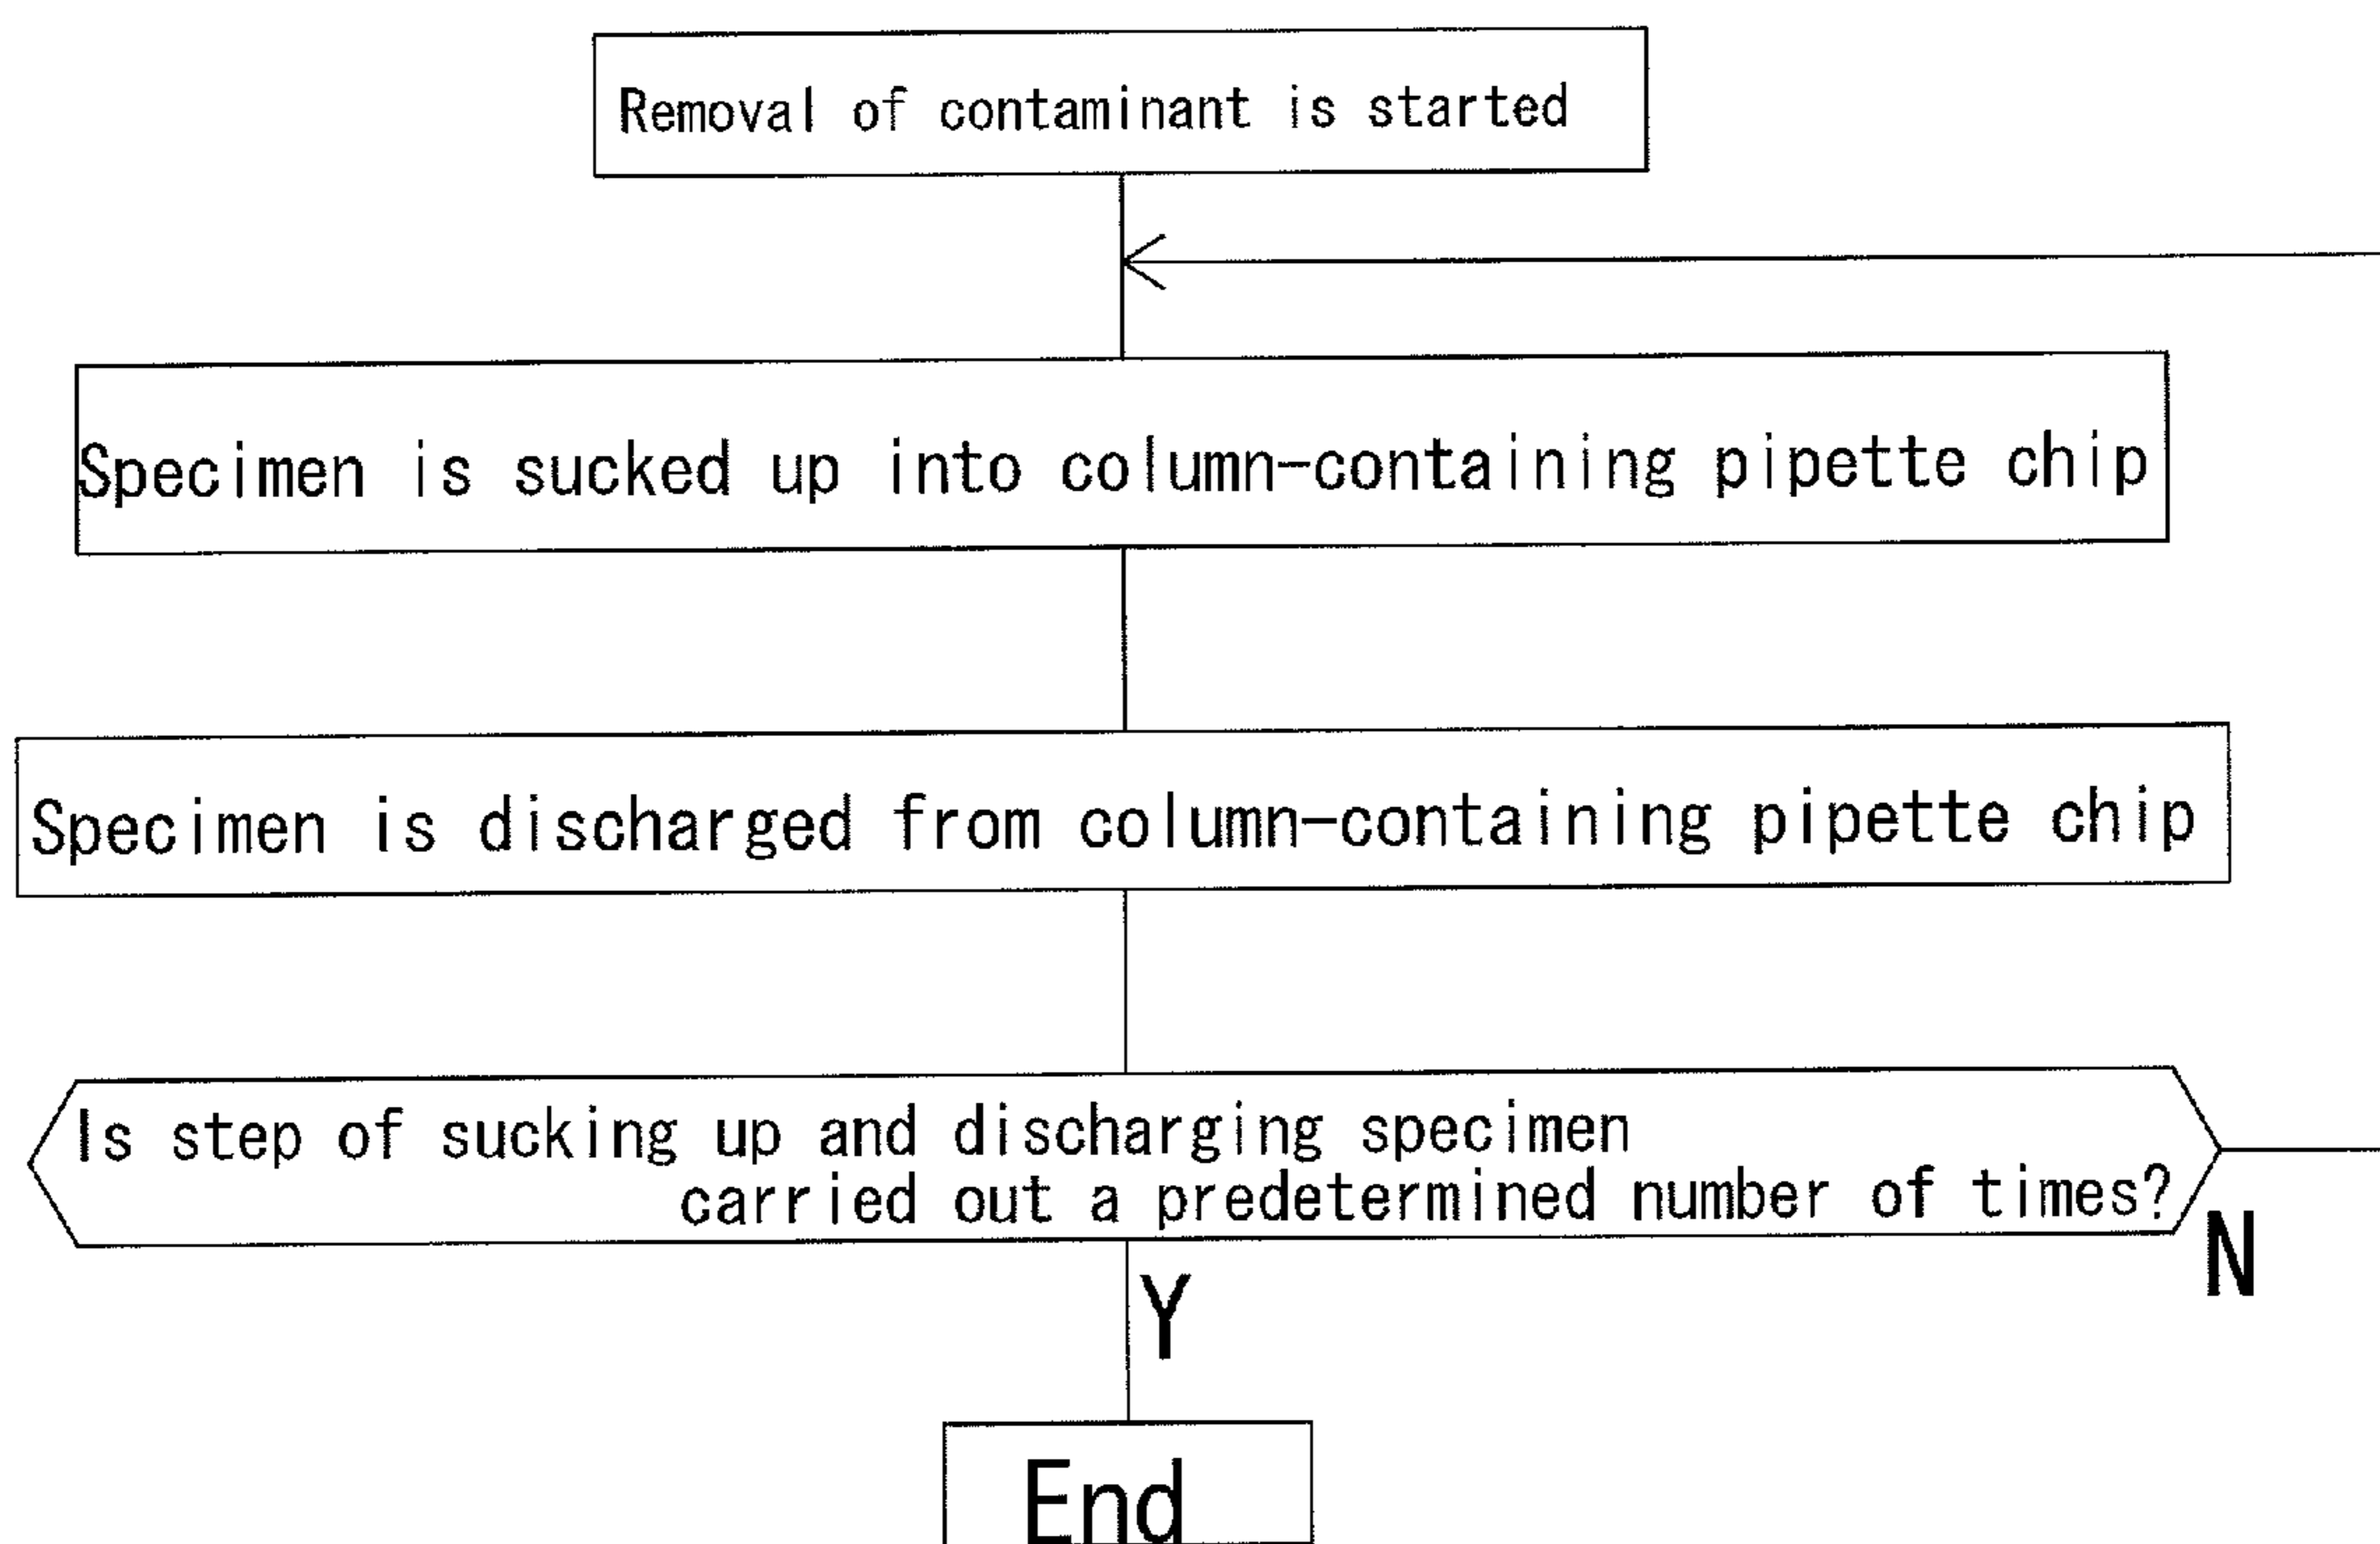 Removal of contaminant is started
Specimen is sucked up into column-containing pipette chip
Specimen is discharged from column-containing pipette chip
Is step of sucking up and discharging specimen
carried out a predetermined number of times?
N
Y
End